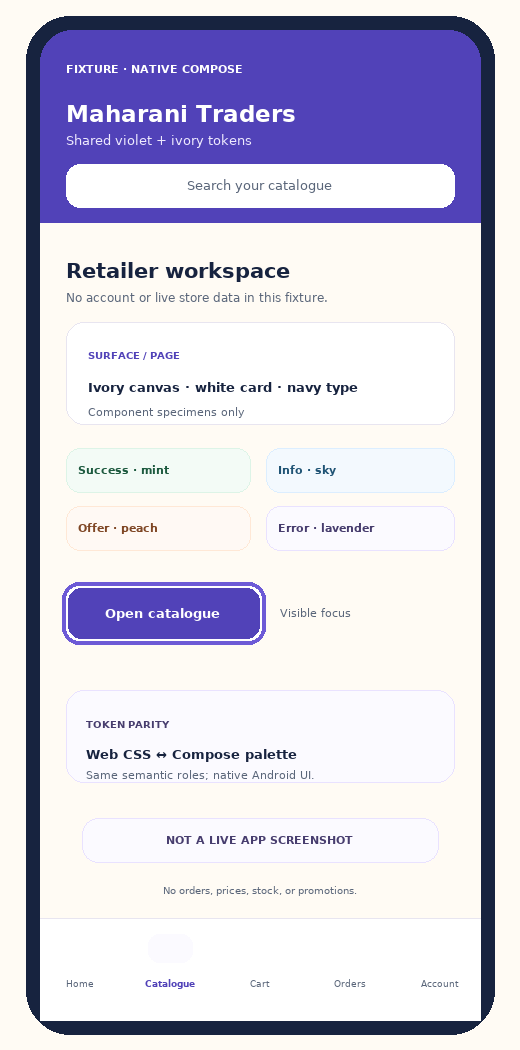 FIXTURE · NATIVE COMPOSE
Maharani Traders
Shared violet + ivory tokens
Search your catalogue
Retailer workspace
No account or live store data in this fixture.
SURFACE / PAGE
Ivory canvas · white card · navy type
Component specimens only
Success · mint
Info · sky
Offer · peach
Error · lavender
Open catalogue
Visible focus
TOKEN PARITY
Web CSS ↔ Compose palette
Same semantic roles; native Android UI.
NOT A LIVE APP SCREENSHOT
No orders, prices, stock, or promotions.
Home
Catalogue
Cart
Orders
Account